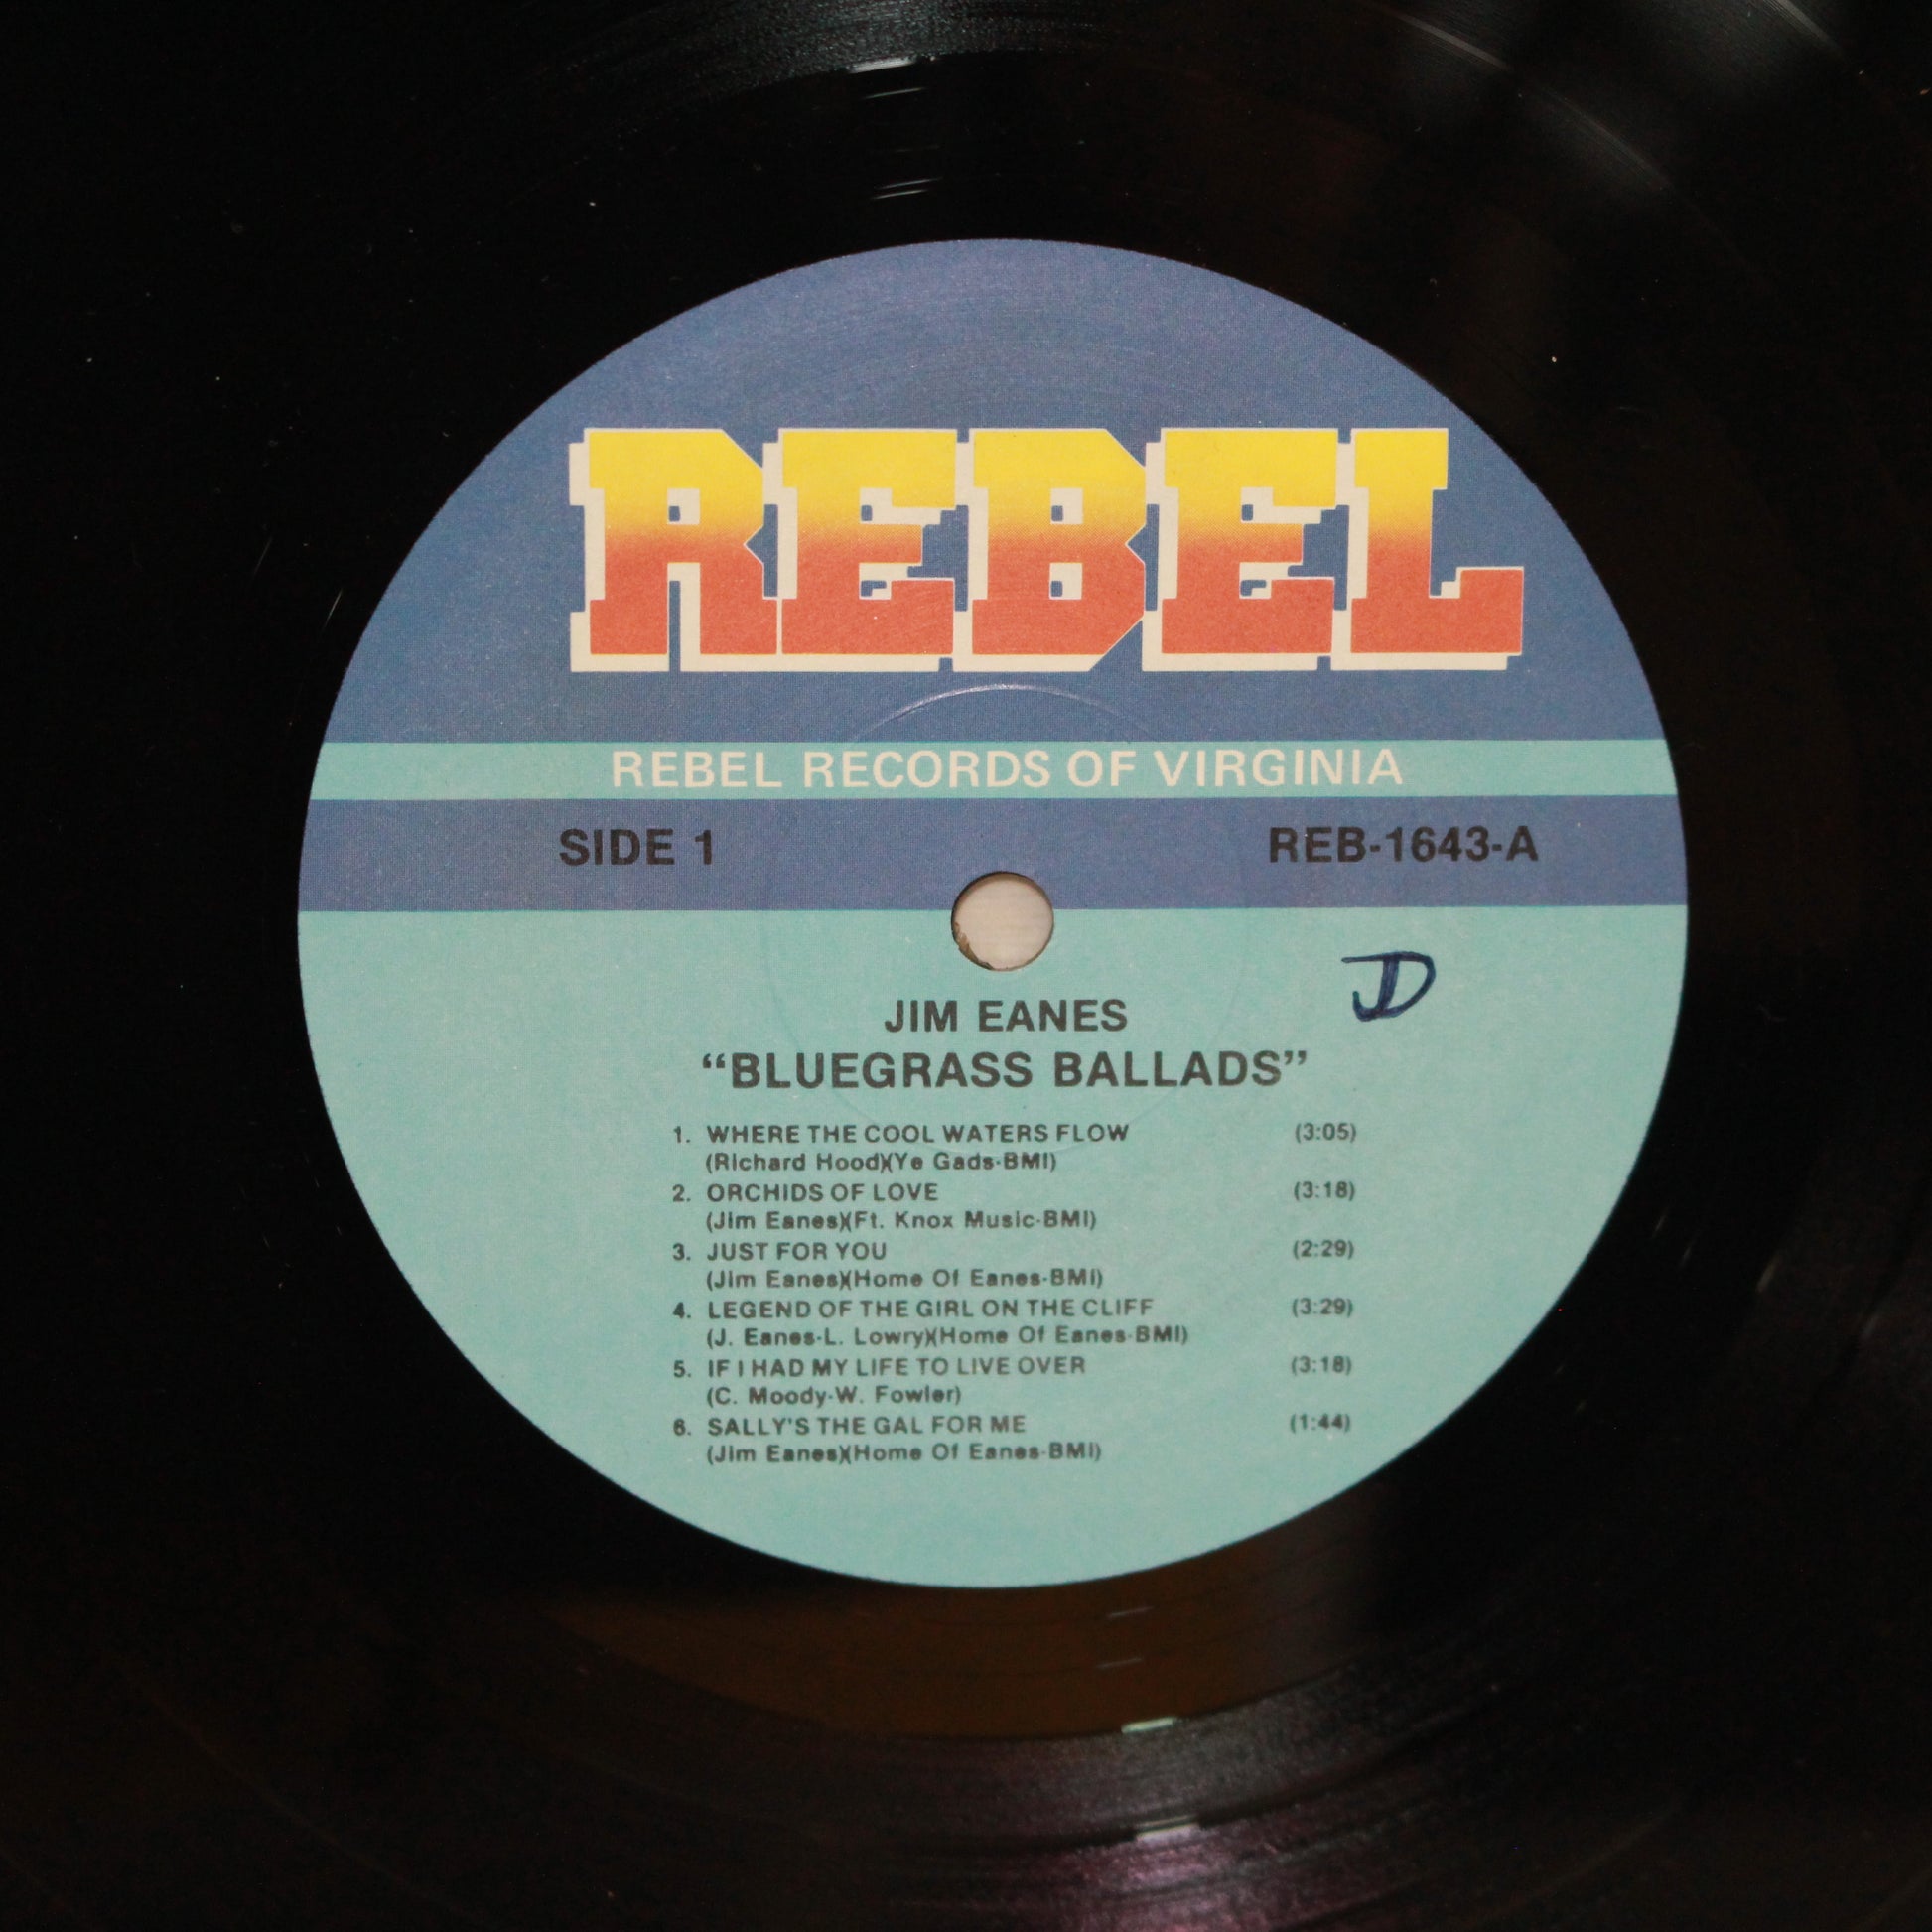 REBEL
REBEL RECORDS OF VIRGINIA
SIDE 1 REB-1643-A
JD
JIM EANES
“BLUEGRASS BALLADS”
1. WHERE THE COOL WATERS FLOW (3:05)
(Richard Hood)(Ye Gads-BMI)
2. ORCHIDS OF LOVE (3:18)
(Jim Eanes)(Ft. Knox Music-BMI)
3. JUST FOR YOU (2:29)
(Jim Eanes)(Home Of Eanes-BMI)
4. LEGEND OF THE GIRL ON THE CLIFF (3:29)
(J. Eanes-L. Lowry)(Home Of Eanes-BMI)
5. IF I HAD MY LIFE TO LIVE OVER (3:18)
(C. Moody-W. Fowler)
6. SALLY'S THE GAL FOR ME (1:44)
(Jim Eanes)(Home Of Eanes-BMI)